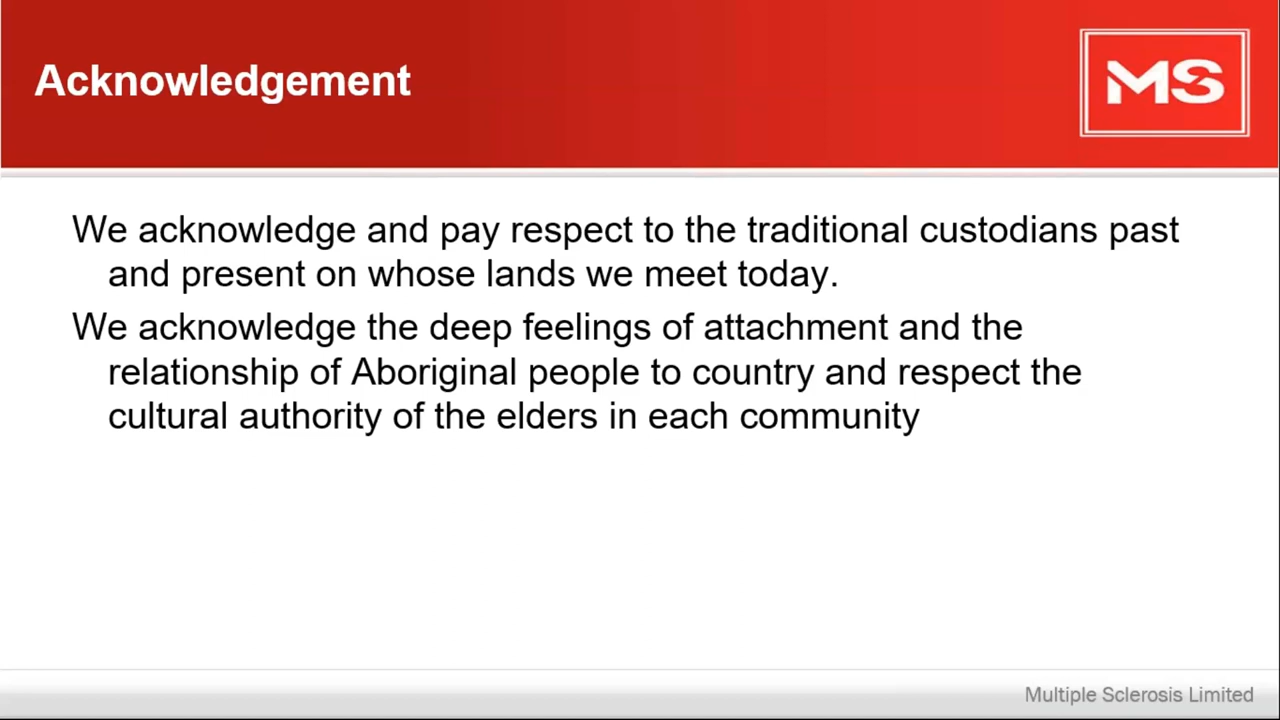 Acknowledgement
MS
We acknowledge and pay respect to the traditional custodians past
and present on whose lands we meet today.
We acknowledge the deep feelings of attachment and the
relationship of Aboriginal people to country and respect the
cultural authority of the elders in each community
Multiple Sclerosis Limited